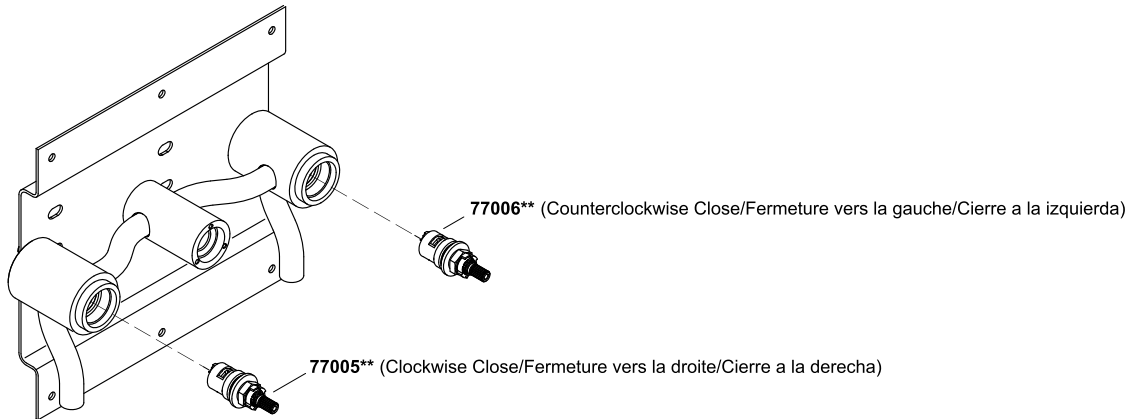 77006** (Counterclockwise Close/Fermeture vers la gauche/Cierre a la izquierda)
77005** (Clockwise Close/Fermeture vers la droite/Cierre a la derecha)